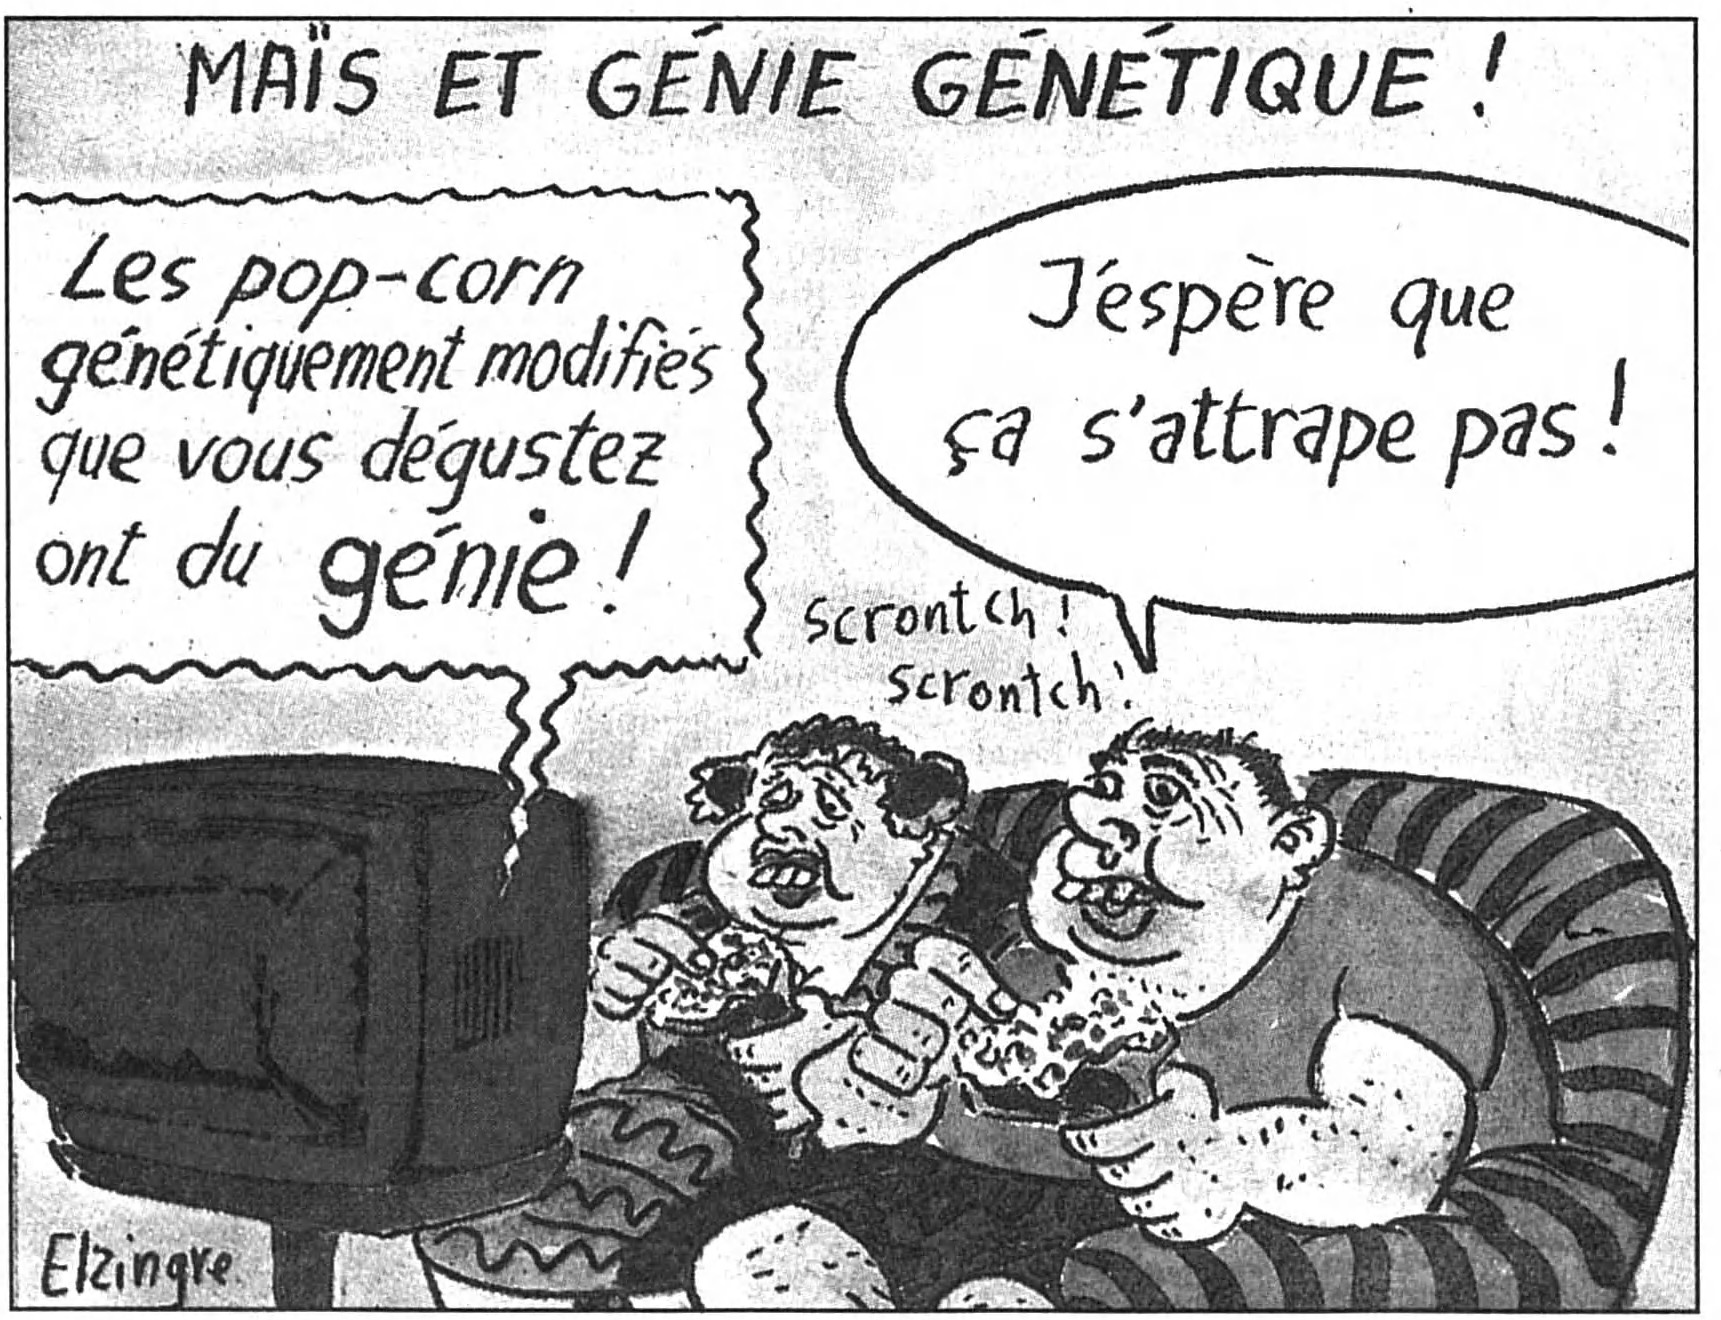 MAÏS ET GÉNIE GÉNÉTIQUE !
Les pop-corn
génétiquement modifiés
que vous dégustez
ont du génie !
J'éspère que
ça s'attrape pas !
scrontch !
scrontch !
Elzingre